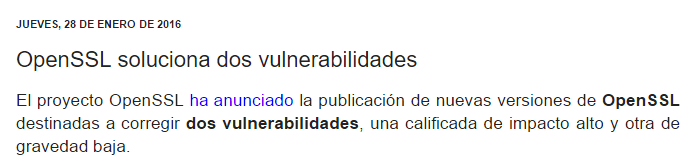 JUEVES, 28 DE ENERO DE 2016
OpenSSL soluciona dos vulnerabilidades
El proyecto OpenSSL ha anunciado la publicación de nuevas versiones de OpenSSL
destinadas a corregir dos vulnerabilidades, una calificada de impacto alto y otra de
gravedad baja.